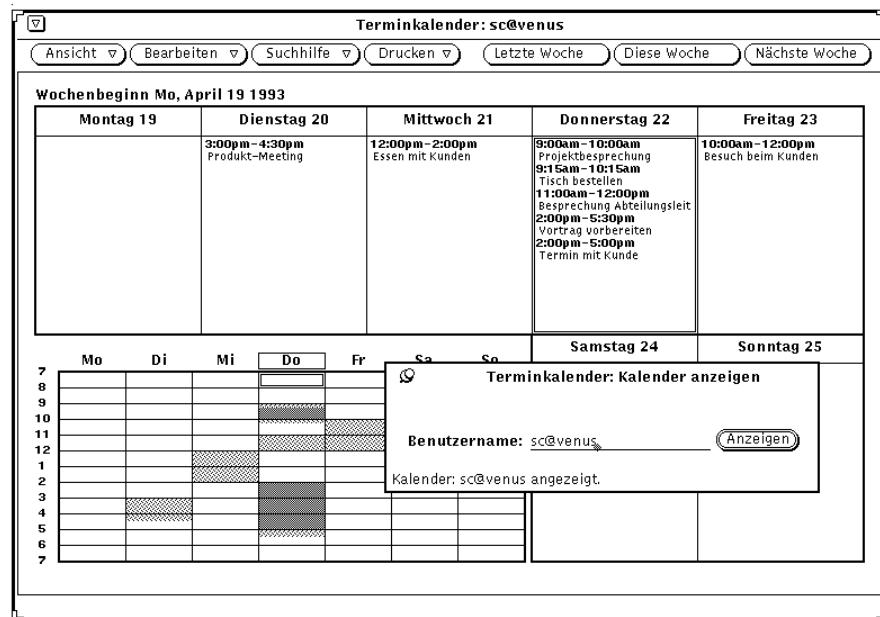 Terminkalender: sc@venus
Ansicht Bearbeiten Suchhilfe Drucken Letzte Woche Diese Woche Nächste Woche
Wochenbeginn Mo, April 19 1993
Montag 19 Dienstag 20 Mittwoch 21 Donnerstag 22 Freitag 23
3:00pm-4:30pm
Produkt-Meeting
12:00pm-2:00pm
Essen mit Kunden
9:00am-10:00am
Projektbesprechung
9:15am-10:15am
Tisch bestellen
11:00am-12:00pm
Besprechung Abteilungsleit
2:00pm-5:30pm
Vortrag vorbereiten
2:00pm-5:00pm
Termin mit Kunde
10:00am-12:00pm
Besuch beim Kunden
Samstag 24 Sonntag 25
Mo Di Mi Do Fr Sa So
7
8
9
10
11
12
1
2
3
4
5
6
7
Terminkalender: Kalender anzeigen
Benutzername: sc@venus Anzeigen
Kalender: sc@venus angezeigt.